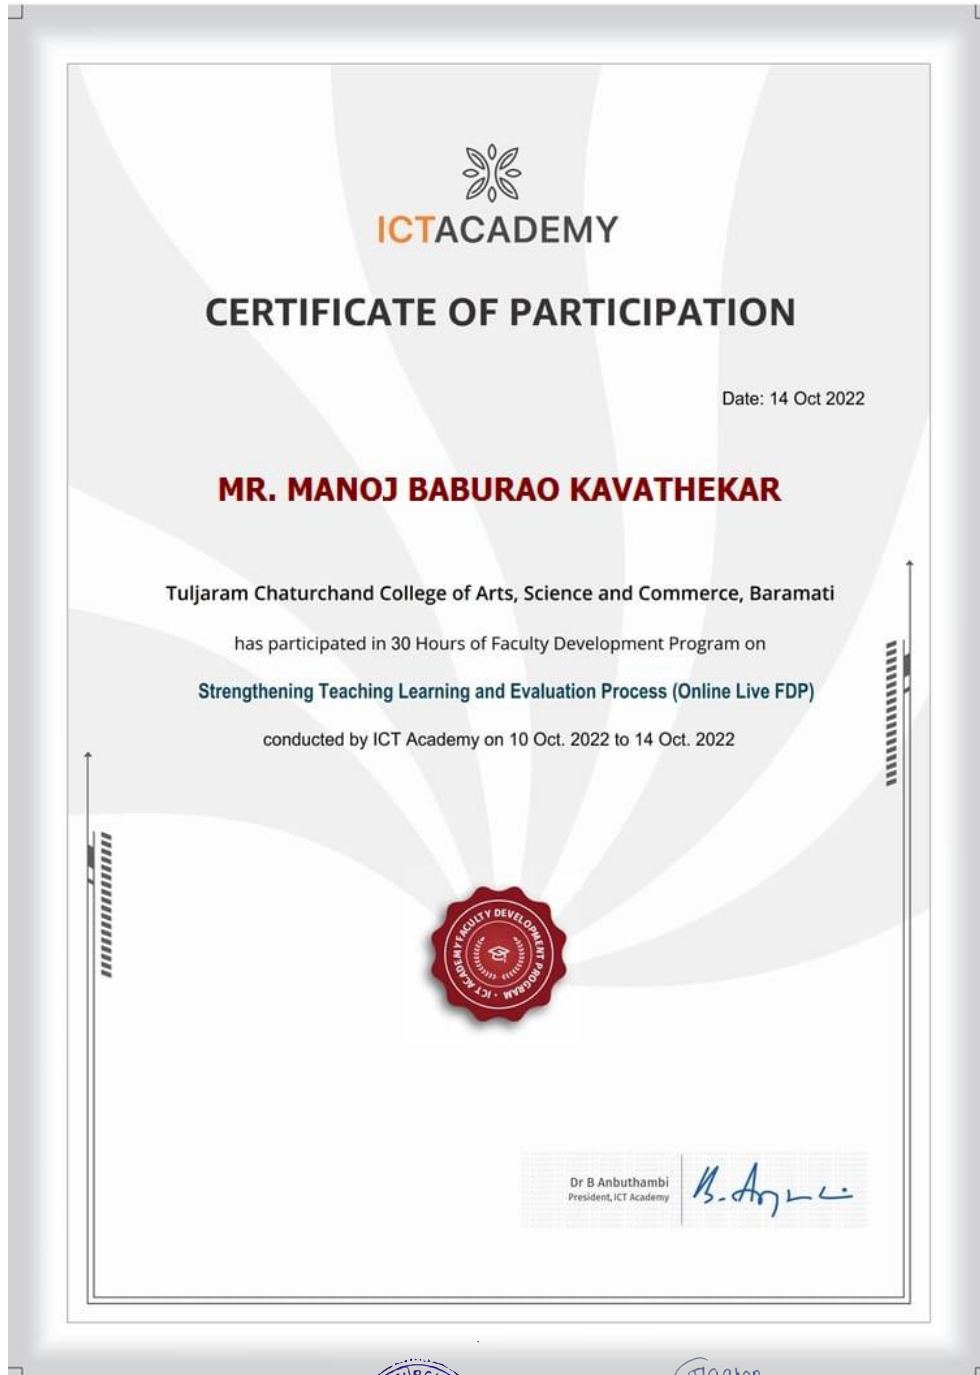 ICTACADEMY
CERTIFICATE OF PARTICIPATION
Date: 14 Oct 2022
MR. MANOJ BABURAO KAVATHEKAR
Tuljaram Chaturchand College of Arts, Science and Commerce, Baramati
has participated in 30 Hours of Faculty Development Program on
Strengthening Teaching Learning and Evaluation Process (Online Live FDP)
conducted by ICT Academy on 10 Oct. 2022 to 14 Oct. 2022
FACULTY DEVELOPMENT PROGRAM • ICT ACADEMY
Dr B Anbuthambi
President, ICT Academy